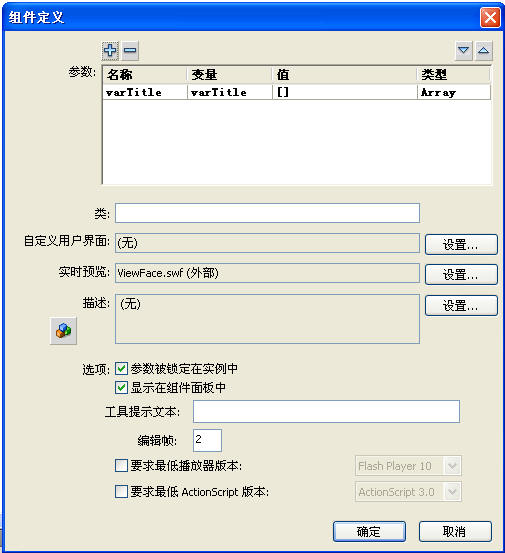 组件定义
参数:
名称 变量 值 类型
varTitle varTitle [] Array
类:
自定义用户界面: (无) 设置...
实时预览: ViewFace.swf (外部) 设置...
描述: (无) 设置...
选项: 参数被锁定在实例中
显示在组件面板中
工具提示文本:
编辑帧: 2
要求最低播放器版本: Flash Player 10
要求最低 ActionScript 版本: ActionScript 3.0
确定 取消